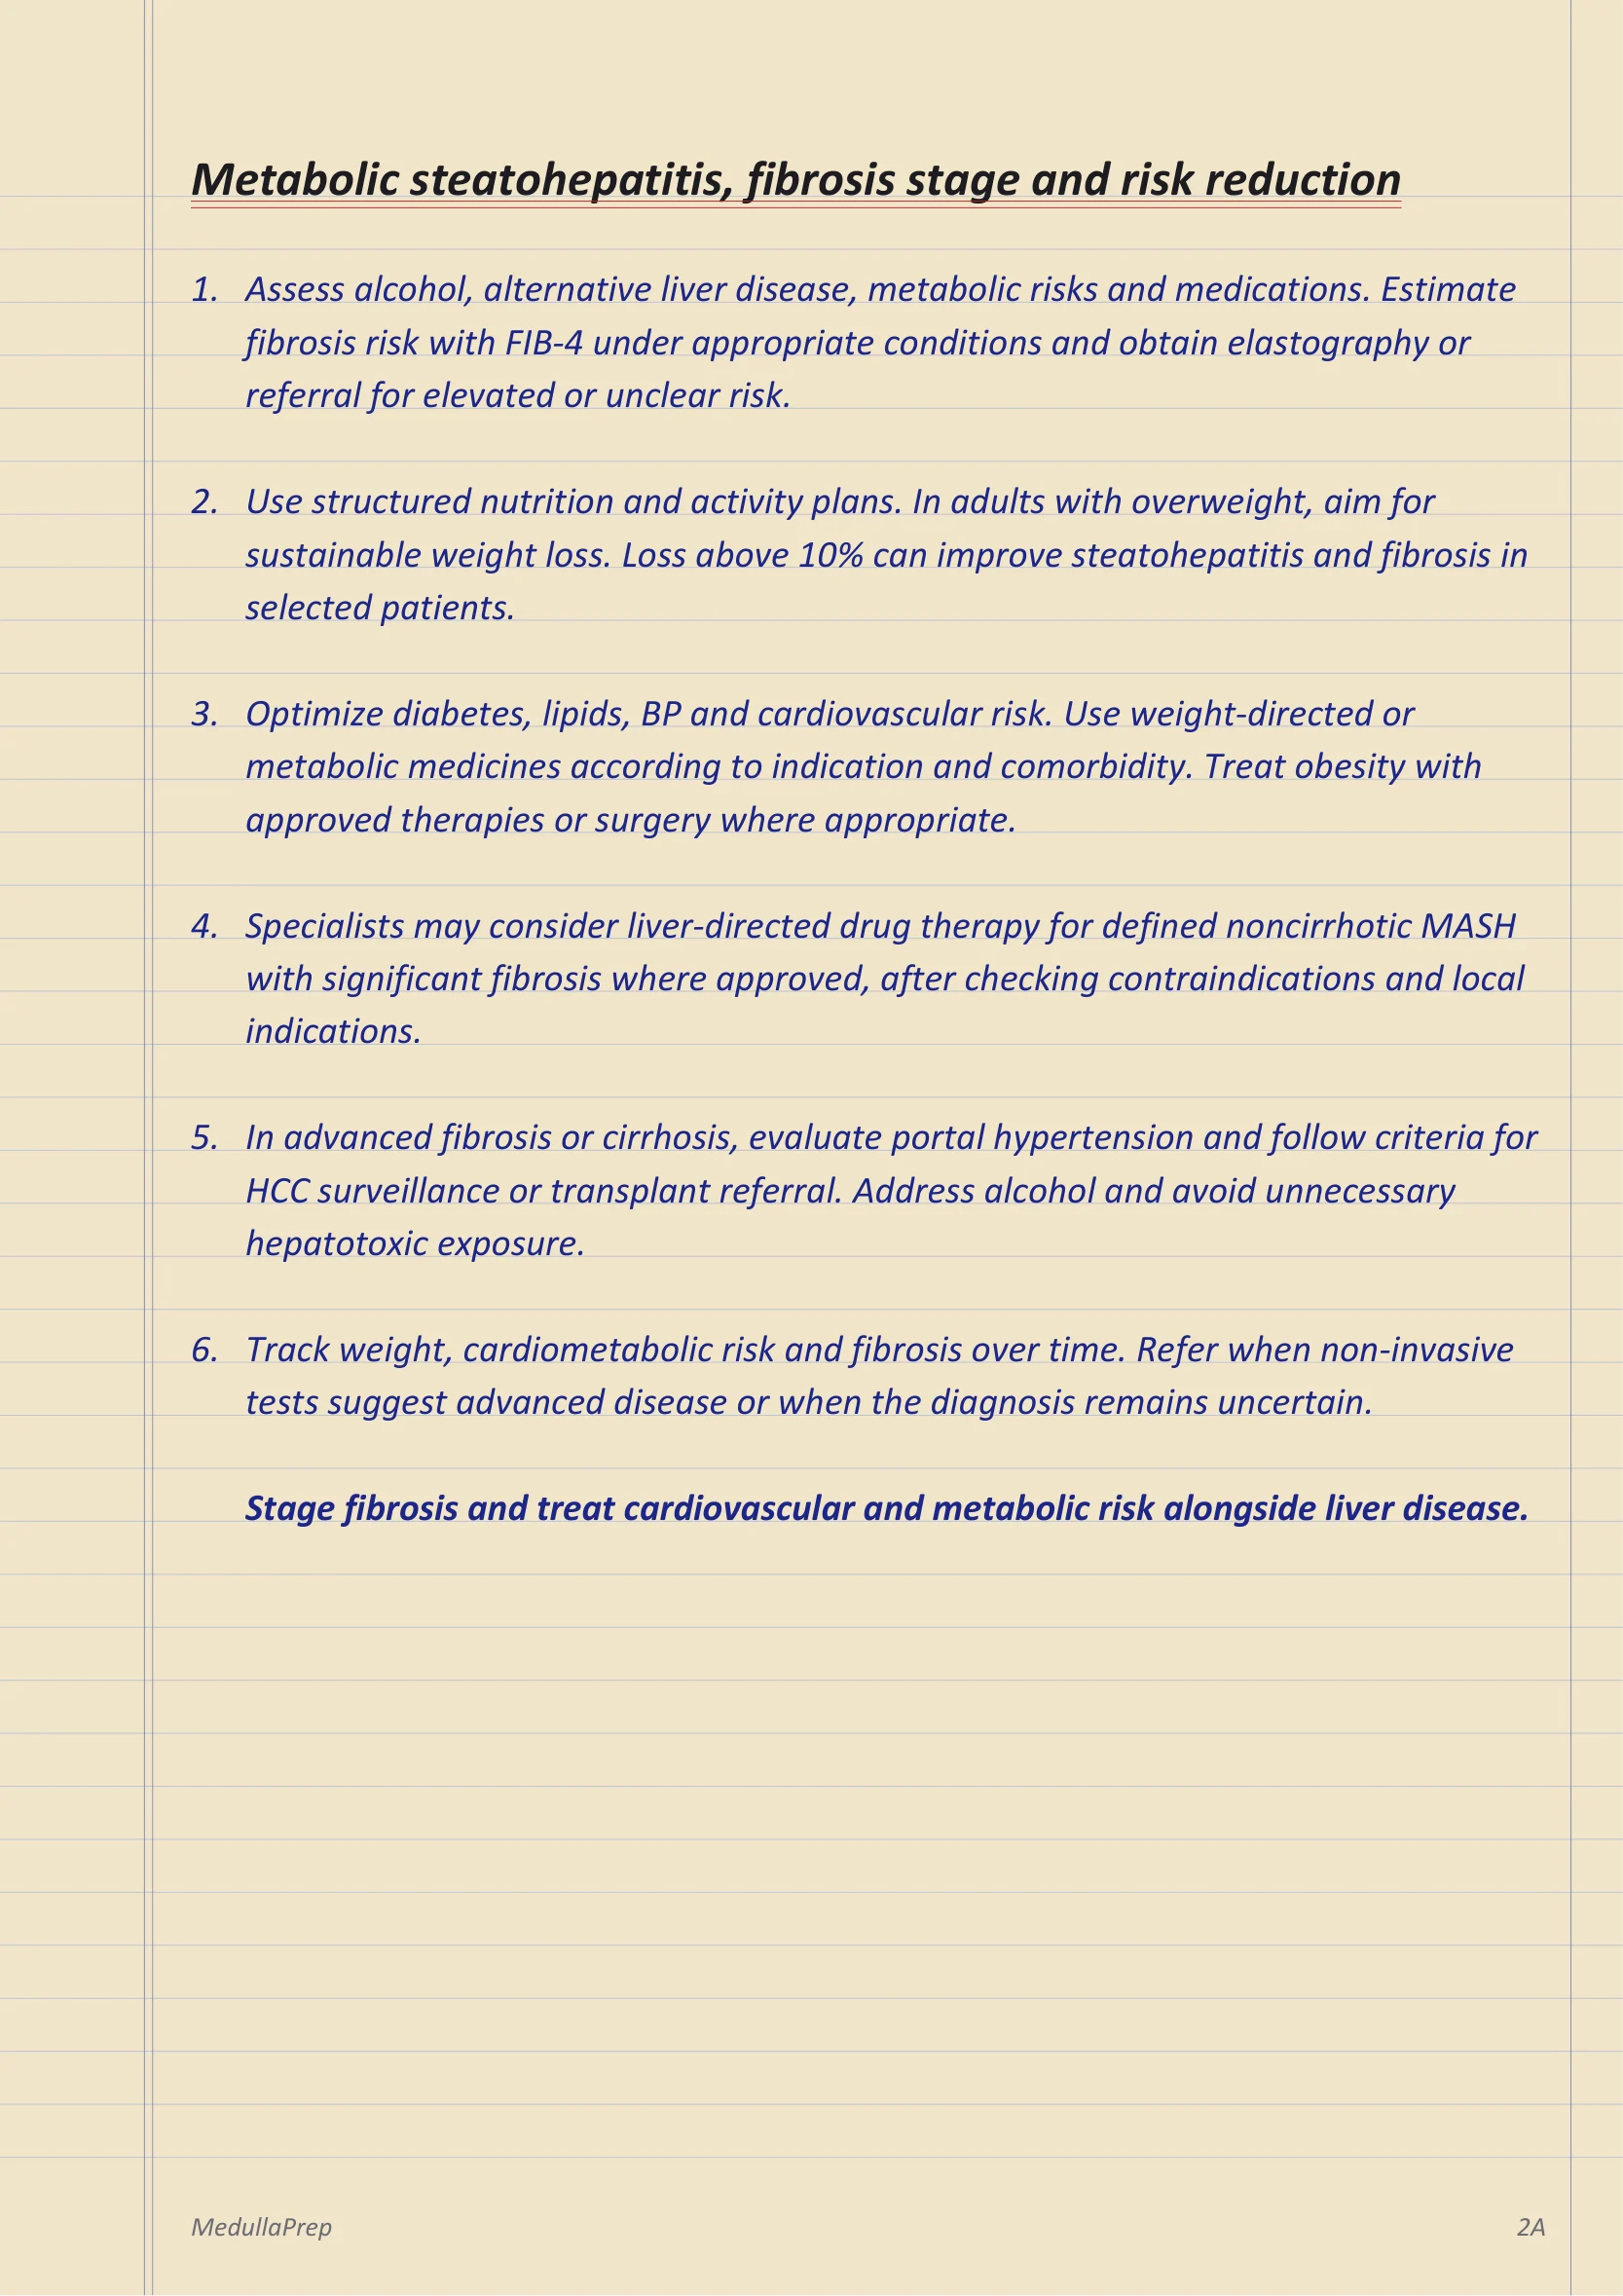 Metabolic steatohepatitis, fibrosis stage and risk reduction
1. Assess alcohol, alternative liver disease, metabolic risks and medications. Estimate
fibrosis risk with FIB-4 under appropriate conditions and obtain elastography or
referral for elevated or unclear risk.
2. Use structured nutrition and activity plans. In adults with overweight, aim for
sustainable weight loss. Loss above 10% can improve steatohepatitis and fibrosis in
selected patients.
3. Optimize diabetes, lipids, BP and cardiovascular risk. Use weight-directed or
metabolic medicines according to indication and comorbidity. Treat obesity with
approved therapies or surgery where appropriate.
4. Specialists may consider liver-directed drug therapy for defined noncirrhotic MASH
with significant fibrosis where approved, after checking contraindications and local
indications.
5. In advanced fibrosis or cirrhosis, evaluate portal hypertension and follow criteria for
HCC surveillance or transplant referral. Address alcohol and avoid unnecessary
hepatotoxic exposure.
6. Track weight, cardiometabolic risk and fibrosis over time. Refer when non-invasive
tests suggest advanced disease or when the diagnosis remains uncertain.
Stage fibrosis and treat cardiovascular and metabolic risk alongside liver disease.
MedullaPrep
2A